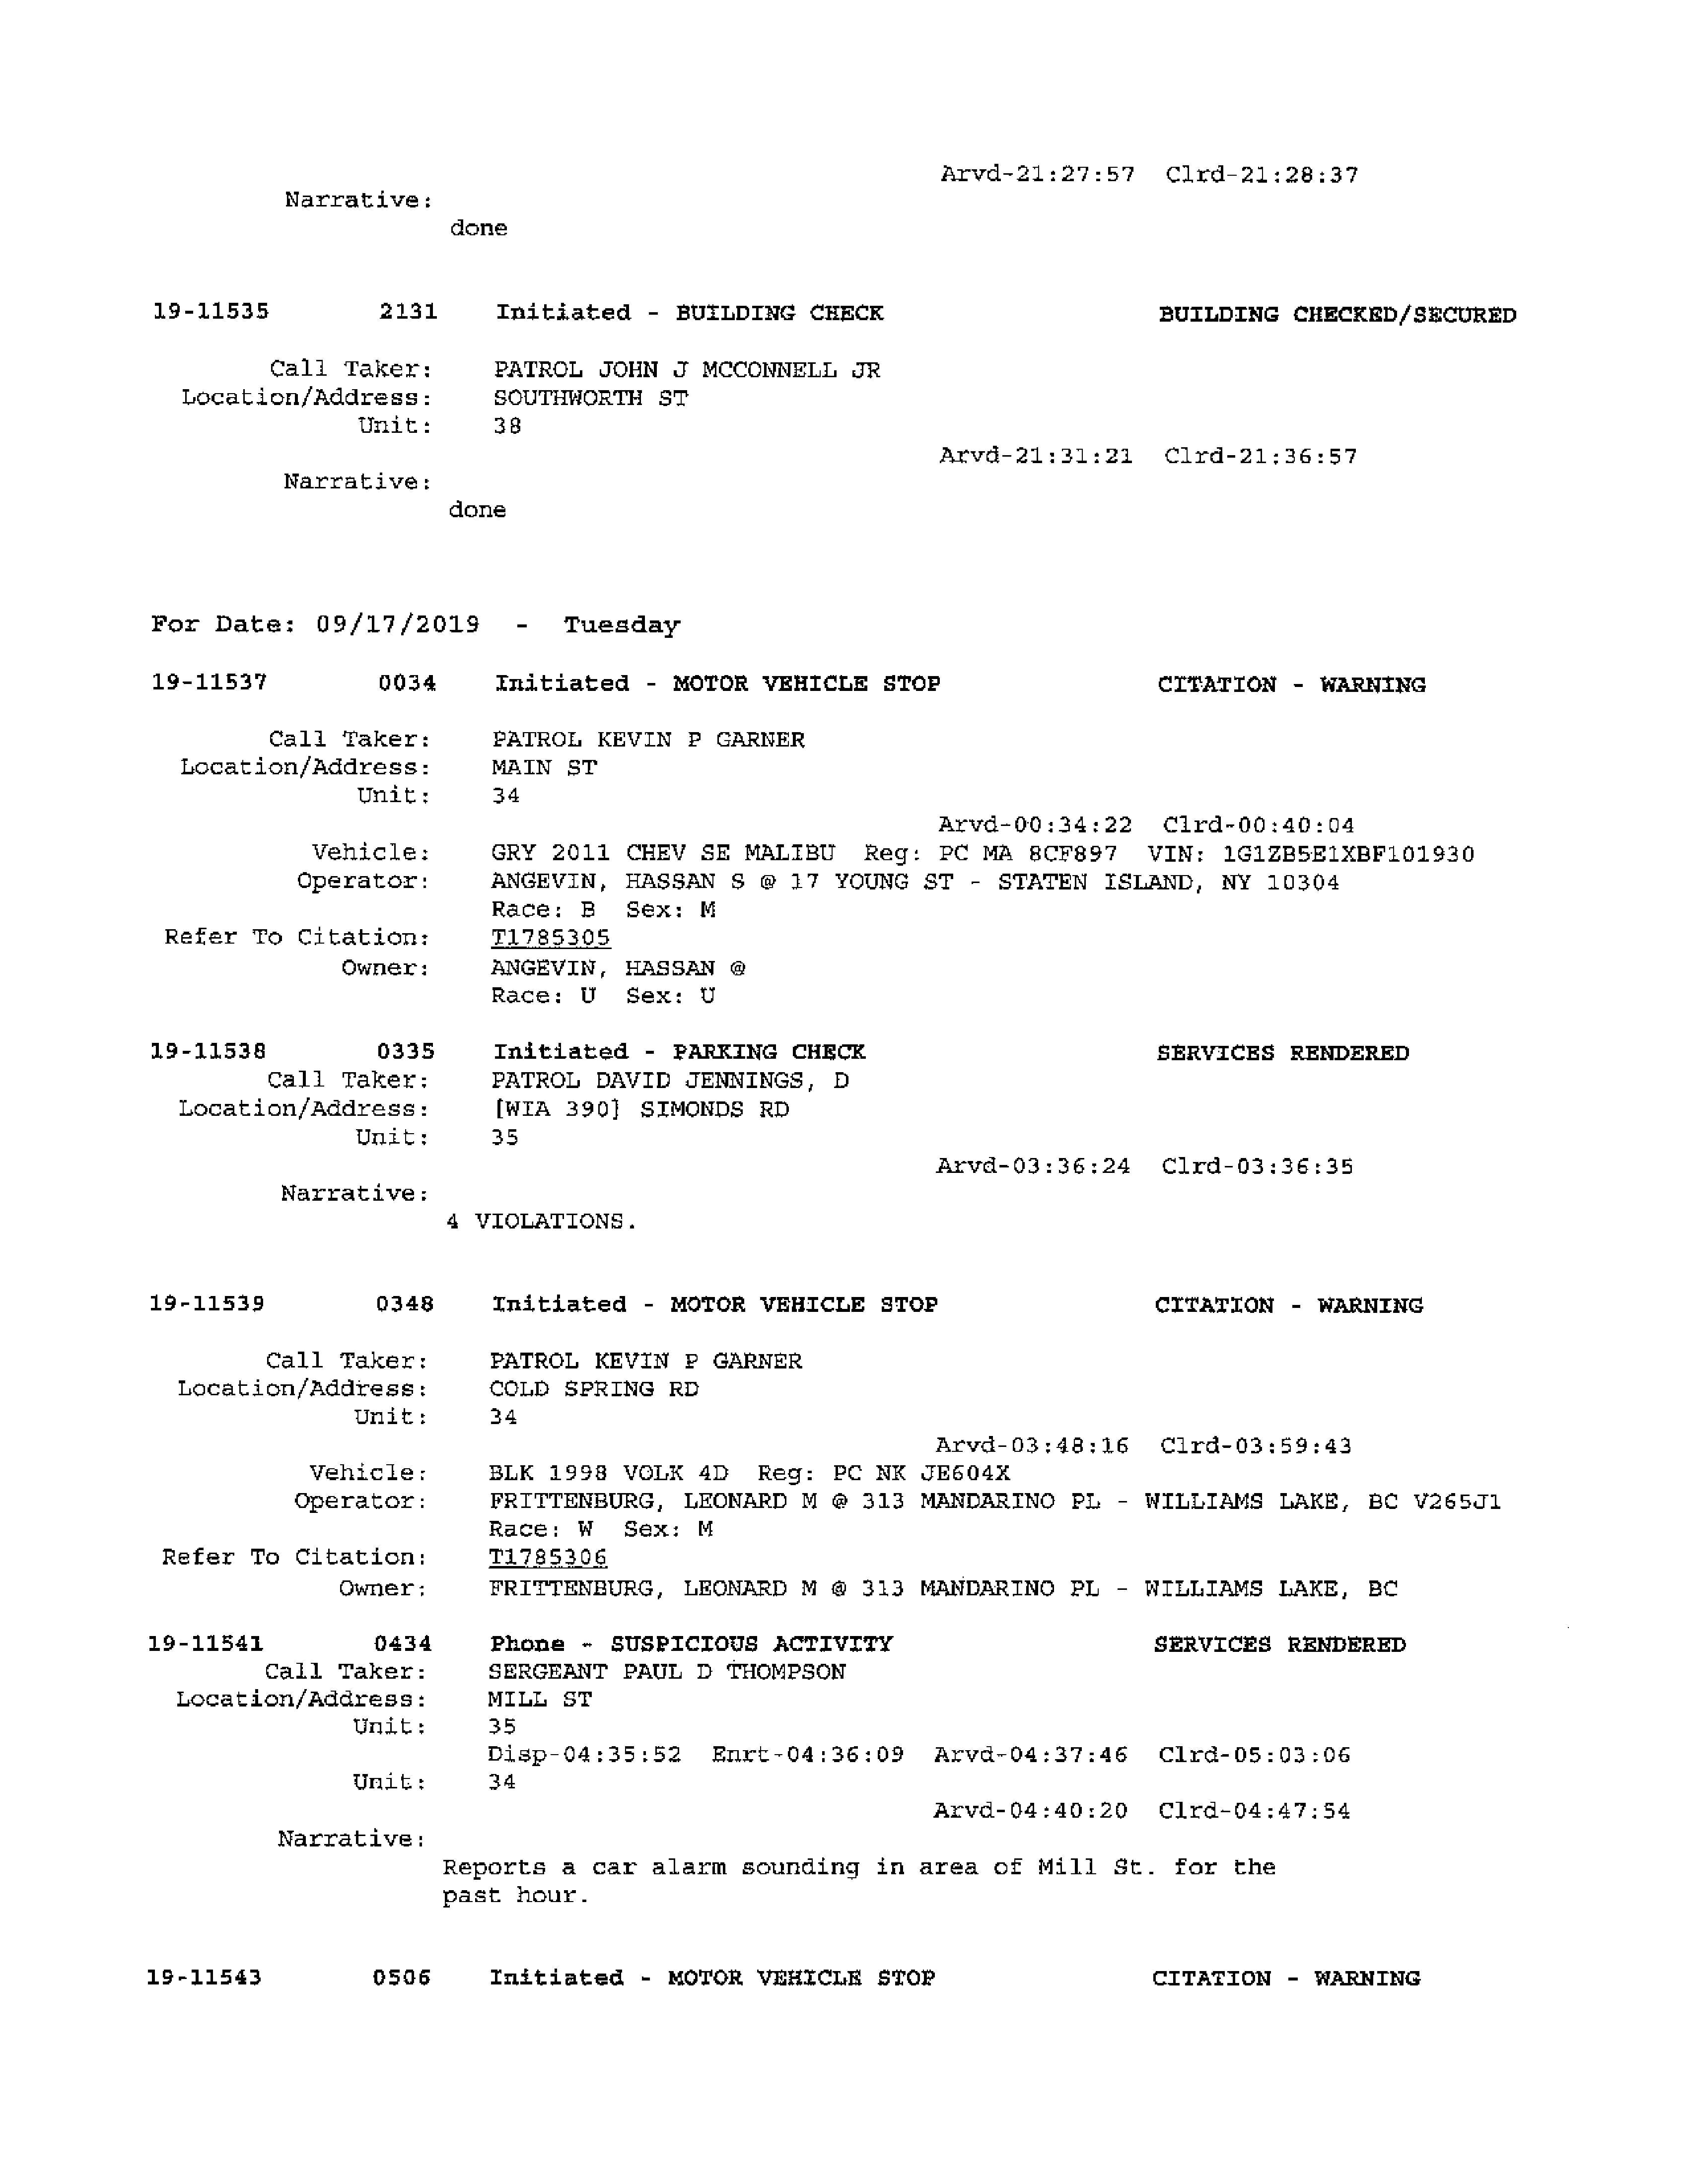 Arvd-21:27:57 Clrd-21:28:37
Narrative:
done
19-11535 2131 Initiated - BUILDING CHECK BUILDING CHECKED/SECURED
Call Taker: PATROL JOHN J MCCONNELL JR
Location/Address: SOUTHWORTH ST
Unit: 38
Arvd-21:31:21 Clrd-21:36:57
Narrative:
done
For Date: 09/17/2019 - Tuesday
19-11537 0034 Initiated - MOTOR VEHICLE STOP CITATION - WARNING
Call Taker: PATROL KEVIN P GARNER
Location/Address: MAIN ST
Unit: 34
Arvd-00:34:22 Clrd-00:40:04
Vehicle: GRY 2011 CHEV SE MALIBU Reg: PC MA 8CF897 VIN: 1G1ZB5E1XBF101930
Operator: ANGEVIN, HASSAN S @ 17 YOUNG ST - STATEN ISLAND, NY 10304
Race: B Sex: M
Refer To Citation: T1785305
Owner: ANGEVIN, HASSAN @
Race: U Sex: U
19-11538 0335 Initiated - PARKING CHECK SERVICES RENDERED
Call Taker: PATROL DAVID JENNINGS, D
Location/Address: [WIA 390] SIMONDS RD
Unit: 35
Arvd-03:36:24 Clrd-03:36:35
Narrative:
4 VIOLATIONS.
19-11539 0348 Initiated - MOTOR VEHICLE STOP CITATION - WARNING
Call Taker: PATROL KEVIN P GARNER
Location/Address: COLD SPRING RD
Unit: 34
Arvd-03:48:16 Clrd-03:59:43
Vehicle: BLK 1998 VOLK 4D Reg: PC NK JE604X
Operator: FRITTENBURG, LEONARD M @ 313 MANDARINO PL - WILLIAMS LAKE, BC V265J1
Race: W Sex: M
Refer To Citation: T1785306
Owner: FRITTENBURG, LEONARD M @ 313 MANDARINO PL - WILLIAMS LAKE, BC
19-11541 0434 Phone - SUSPICIOUS ACTIVITY SERVICES RENDERED
Call Taker: SERGEANT PAUL D THOMPSON
Location/Address: MILL ST
Unit: 35
Disp-04:35:52 Enrt-04:36:09 Arvd-04:37:46 Clrd-05:03:06
Unit: 34
Arvd-04:40:20 Clrd-04:47:54
Narrative:
Reports a car alarm sounding in area of Mill St. for the
past hour.
19-11543 0506 Initiated - MOTOR VEHICLE STOP CITATION - WARNING